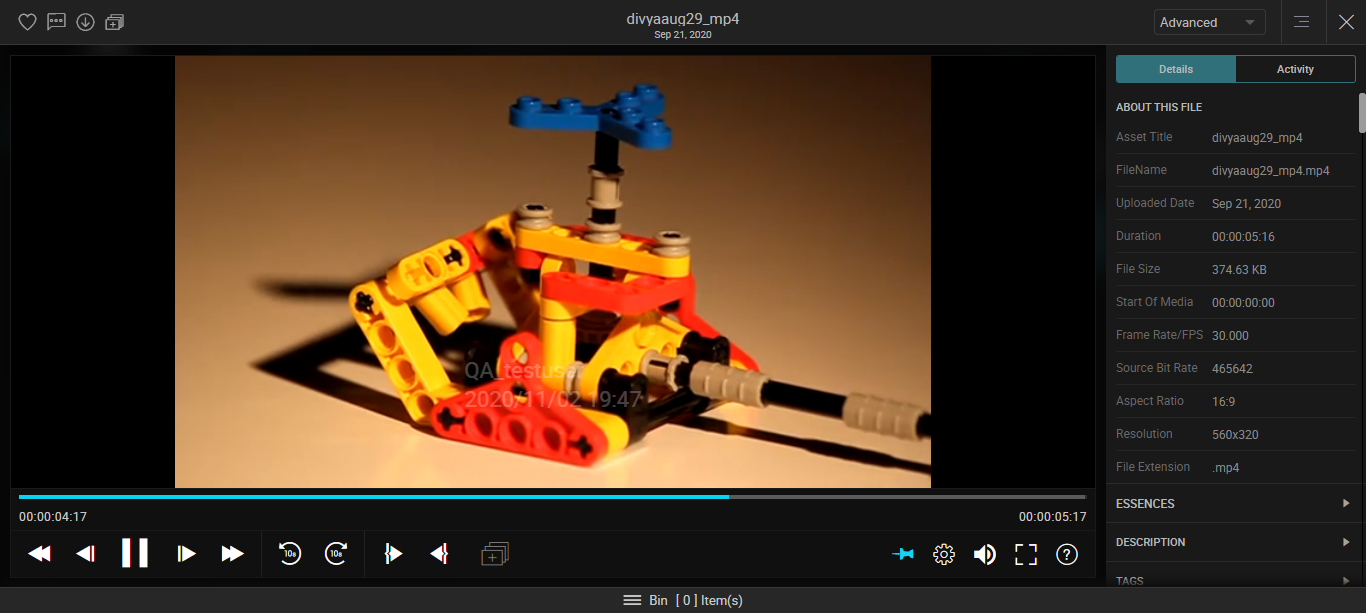 divyaaug29_mp4
Sep 21, 2020
Advanced
Details
Activity
ABOUT THIS FILE
Asset Title divyaaug29_mp4
FileName divyaaug29_mp4.mp4
Uploaded Date Sep 21, 2020
Duration 00:00:05:16
File Size 374.63 KB
Start Of Media 00:00:00:00
Frame Rate/FPS 30.000
Source Bit Rate 465642
Aspect Ratio 16:9
Resolution 560x320
File Extension .mp4
ESSENCES
DESCRIPTION
TAGS
QA_testuser
2020/11/02 19:47
00:00:04:17
00:00:05:17
10s
10s
?
Bin [ 0 ] Item(s)